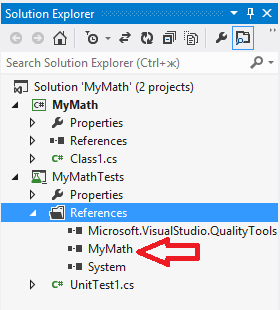 Solution Explorer
Search Solution Explorer (Ctrl+ж)
Solution 'MyMath' (2 projects)
C# MyMath
Properties
References
C# Class1.cs
MyMathTests
Properties
References
Microsoft.VisualStudio.QualityTools
MyMath
System
C# UnitTest1.cs